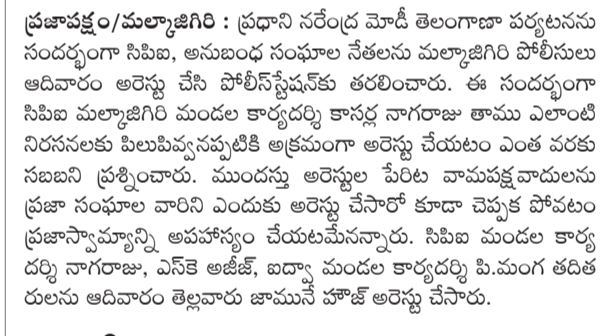 ప్రజాపక్షం/మల్కాజిగిరి : ప్రధాని నరేంద్ర మోడీ తెలంగాణా పర్యటనను
సందర్భంగా సిపిఐ, అనుబంధ సంఘాల నేతలను మల్కాజిగిరి పోలీసులు
ఆదివారం అరెస్టు చేసి పోలీస్‌స్టేషన్‌కు తరలించారు. ఈ సందర్భంగా
సిపిఐ మల్కాజిగిరి మండల కార్యదర్శి కాసర్ల నాగరాజు తాము ఎలాంటి
నిరసనలకు పిలుపివ్వనప్పటికి అక్రమంగా అరెస్టు చేయటం ఎంత వరకు
సబబని ప్రశ్నించారు. ముందస్తు అరెస్టుల పేరిట వామపక్షవాదులను
ప్రజా సంఘాల వారిని ఎందుకు అరెస్టు చేసారో కూడా చెప్పక పోవటం
ప్రజాస్వామ్యాన్ని అపహాస్యం చేయటమేనన్నారు. సిపిఐ మండల కార్య
దర్శి నాగరాజు, ఎస్‌కె అజీజ్, ఐద్వా మండల కార్యదర్శి పి.మంగ తదిత
రులను ఆదివారం తెల్లవారు జామునే హౌజ్ అరెస్టు చేసారు.